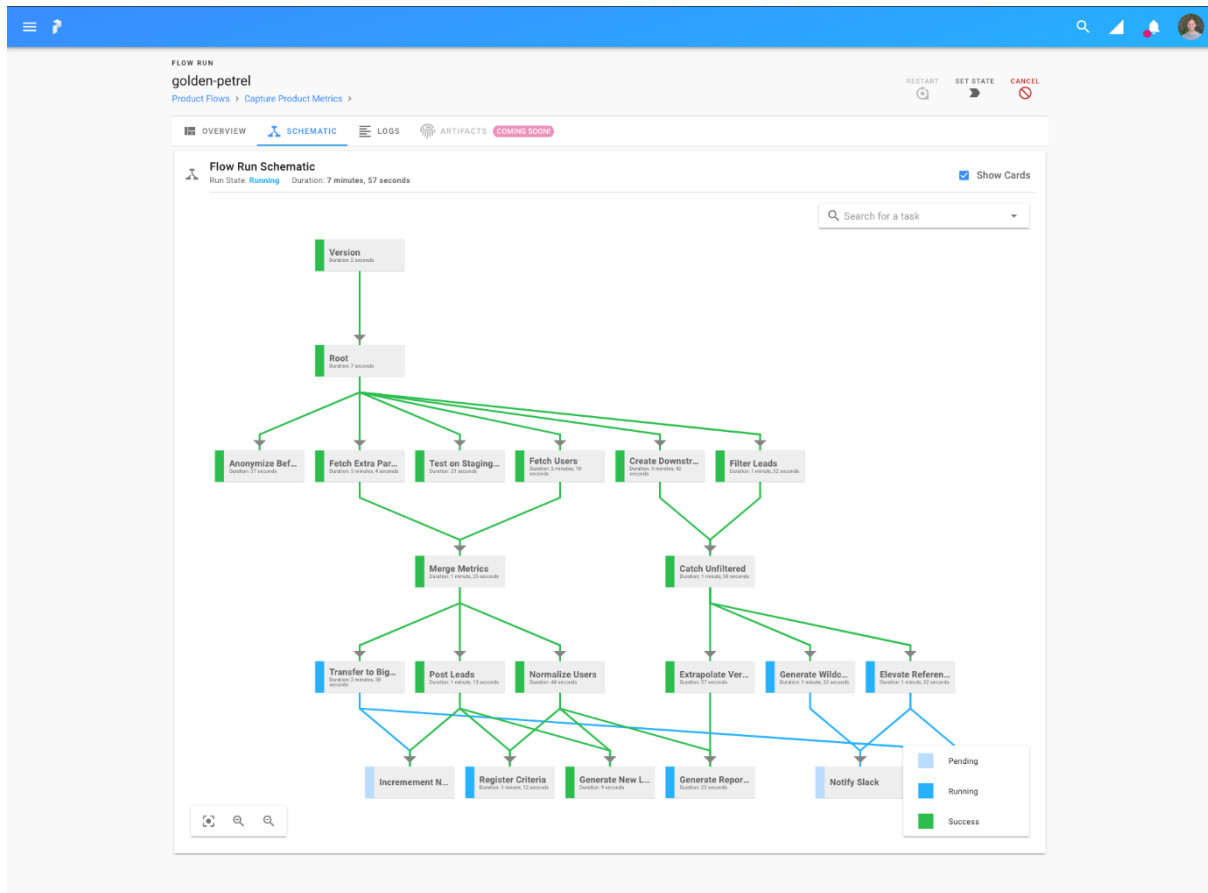 FLOW RUN
golden-petrel
Product Flows > Capture Product Metrics >
RESTART SET STATE CANCEL
OVERVIEW SCHEMATIC LOGS ARTIFACTS COMING SOON!
Flow Run Schematic
Run State: Running Duration: 7 minutes, 57 seconds
Show Cards
Search for a task
Version
Duration: 2 seconds
Root
Duration: 7 seconds
Anonymize Bef...
Duration: 37 seconds
Fetch Extra Par...
Duration: 3 minutes, 4 seconds
Test on Staging...
Duration: 21 seconds
Fetch Users
Duration: 2 minutes, 10
seconds
Create Downstr...
Duration: 3 minutes, 42
seconds
Filter Leads
Duration: 1 minute, 32 seconds
Merge Metrics
Duration: 1 minute, 25 seconds
Catch Unfiltered
Duration: 1 minute, 56 seconds
Transfer to Big...
Duration: 2 minutes, 38
seconds
Post Leads
Duration: 1 minute, 15 seconds
Normalize Users
Duration: 48 seconds
Extrapolate Ver...
Duration: 57 seconds
Generate Wildc...
Duration: 1 minute, 32 seconds
Elevate Referen...
Duration: 1 minute, 32 seconds
Incremement N...
Register Criteria
Duration: 1 minute, 12 seconds
Generate New L...
Duration: 9 seconds
Generate Repor...
Duration: 23 seconds
Notify Slack
Pending
Running
Success